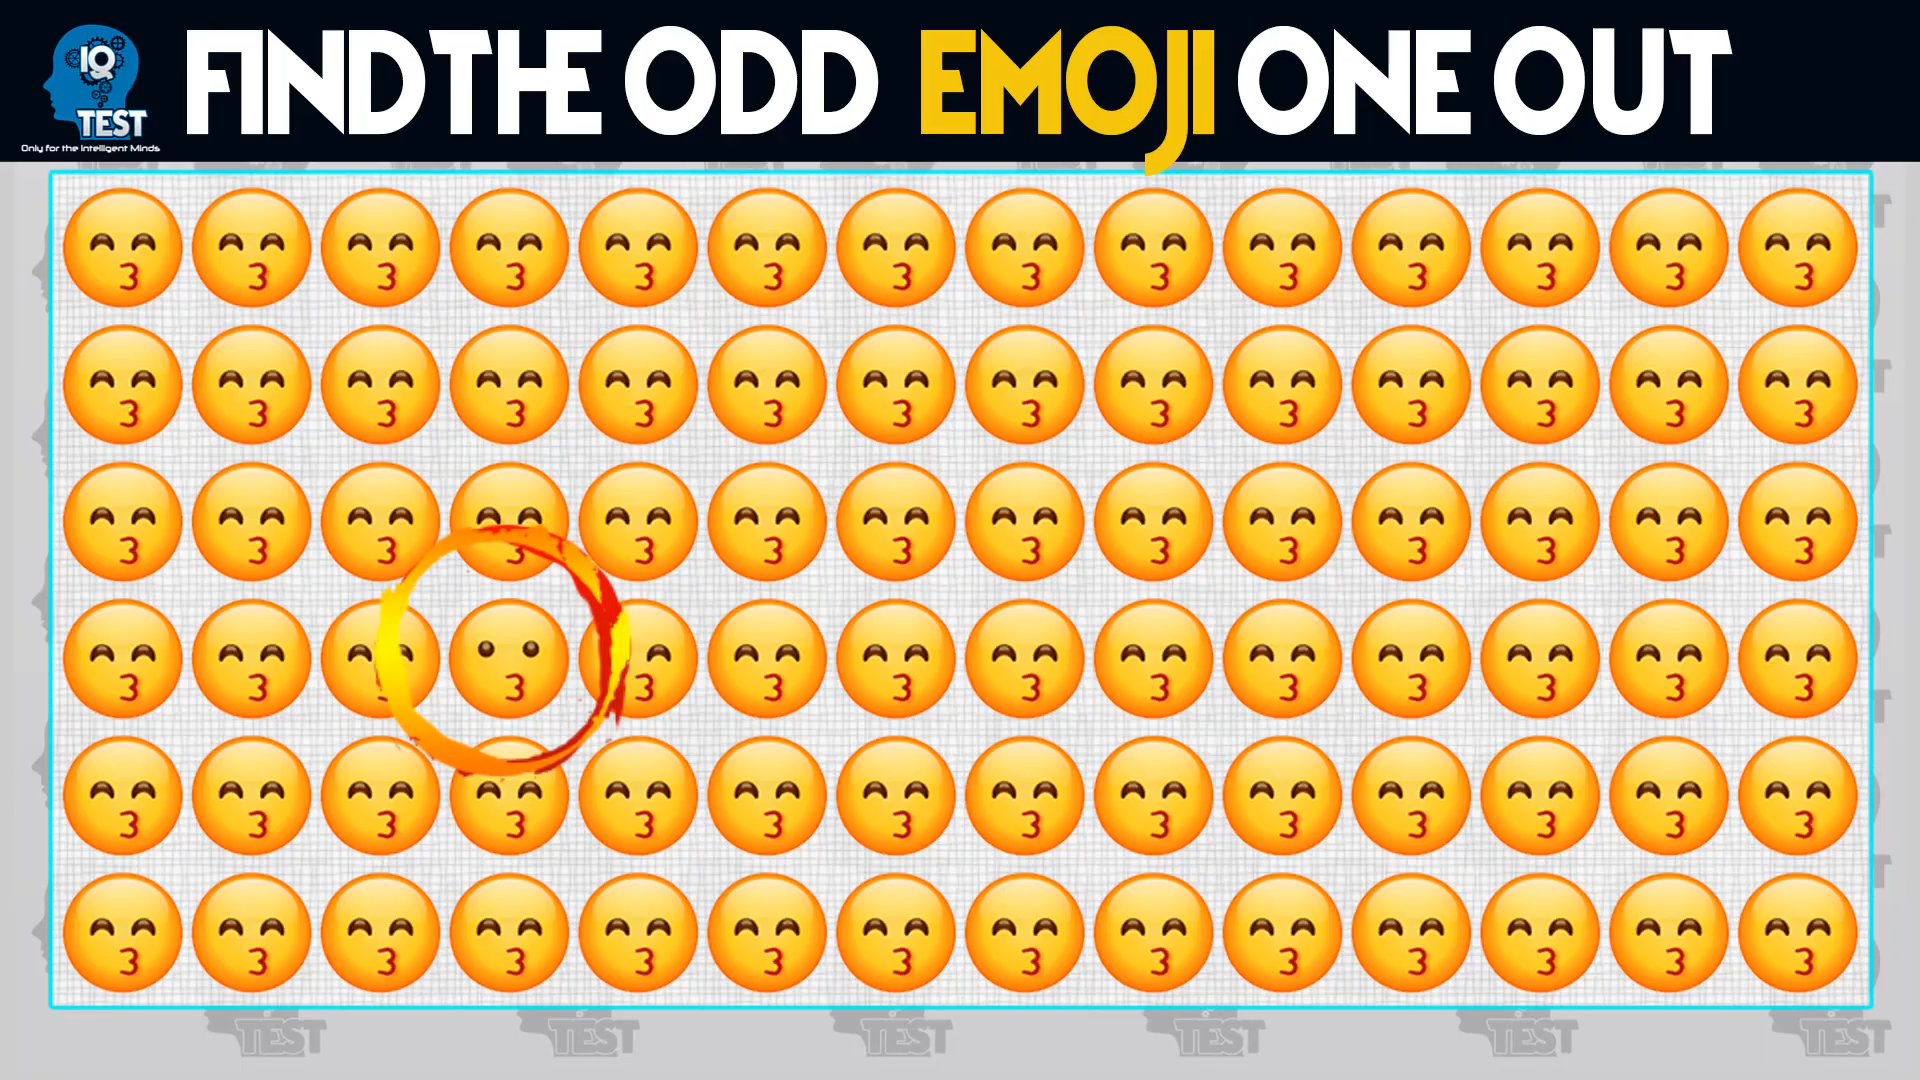 FIND THE ODD EMOJI ONE OUT
IQ
TEST
Only for the Intelligent Minds
TEST TEST TEST TEST TEST TEST